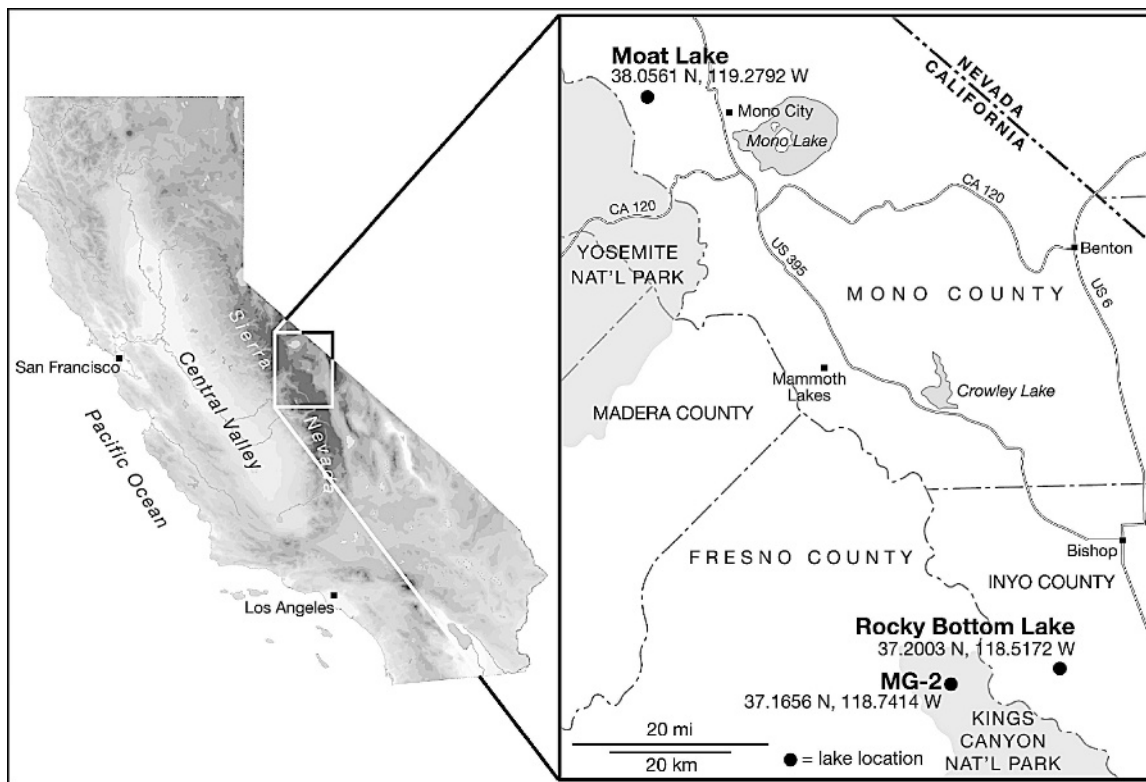 San Francisco
Sierra
Nevada
Central Valley
Pacific Ocean
Los Angeles
Moat Lake
38.0561 N, 119.2792 W
NEVADA
CALIFORNIA
Mono City
Mono Lake
CA 120
CA 120
YOSEMITE
NAT'L PARK
US 395
Benton
MONO COUNTY
US 6
Mammoth
Lakes
Crowley Lake
MADERA COUNTY
FRESNO COUNTY
Bishop
INYO COUNTY
Rocky Bottom Lake
37.2003 N, 118.5172 W
MG-2
37.1656 N, 118.7414 W
KINGS
CANYON
NAT'L PARK
20 mi
20 km
= lake location